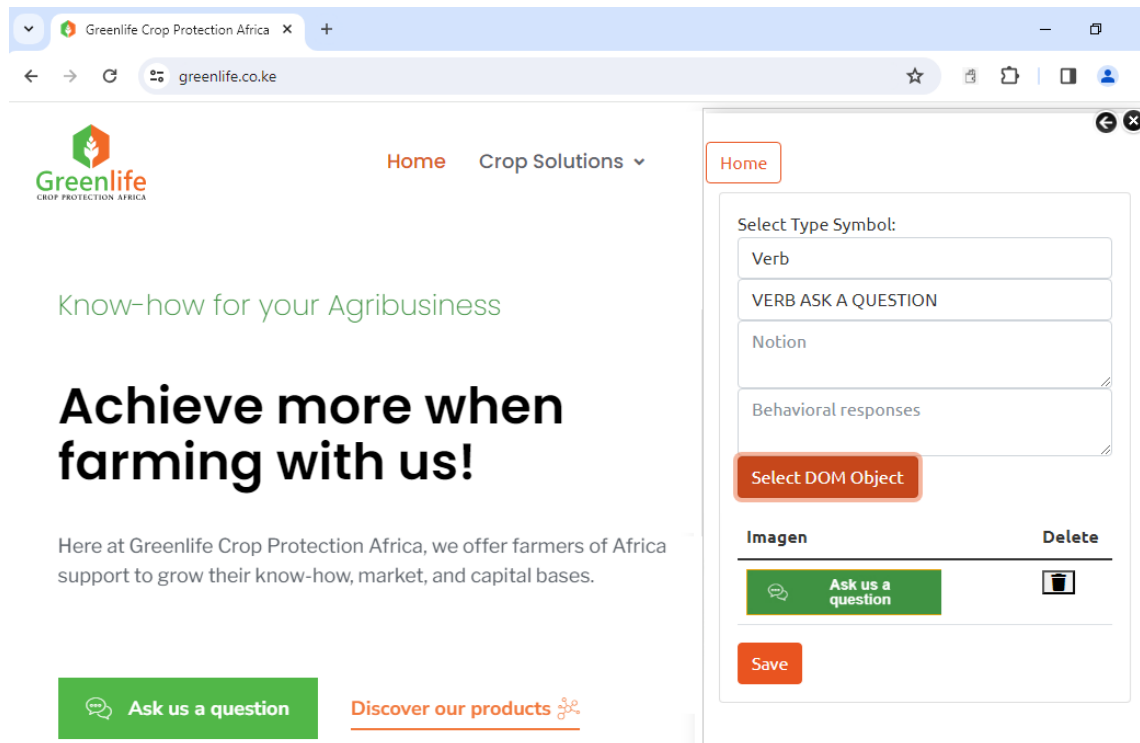 Greenlife Crop Protection Africa
greenlife.co.ke
Greenlife
CROP PROTECTION AFRICA
Home
Crop Solutions
Know-how for your Agribusiness
Achieve more when
farming with us!
Here at Greenlife Crop Protection Africa, we offer farmers of Africa
support to grow their know-how, market, and capital bases.
Ask us a question
Discover our products
Home
Select Type Symbol:
Verb
VERB ASK A QUESTION
Notion
Behavioral responses
Select DOM Object
Imagen Delete
Ask us a
question
Save